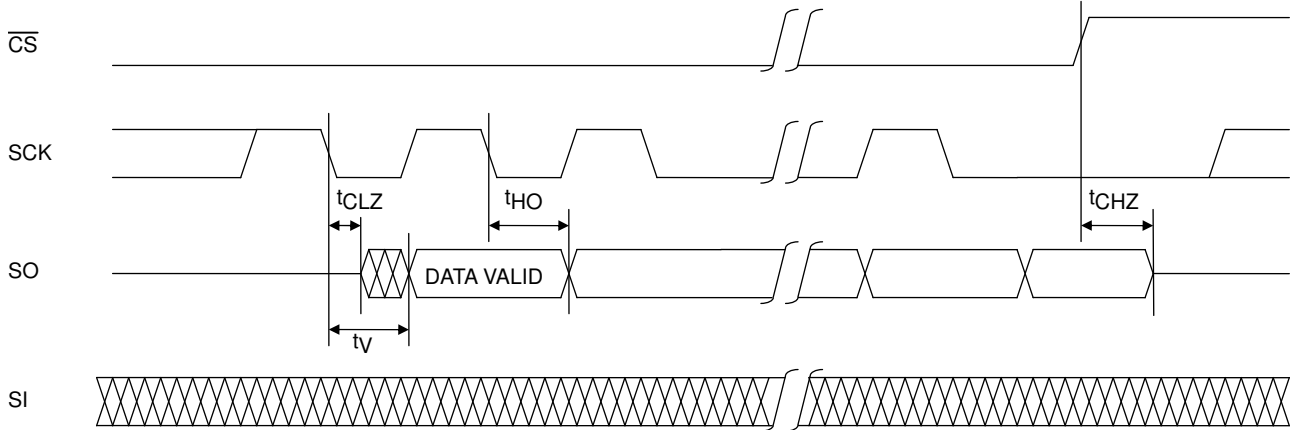 CS
SCK
tCLZ
tHO
tCHZ
SO
DATA VALID
tV
SI